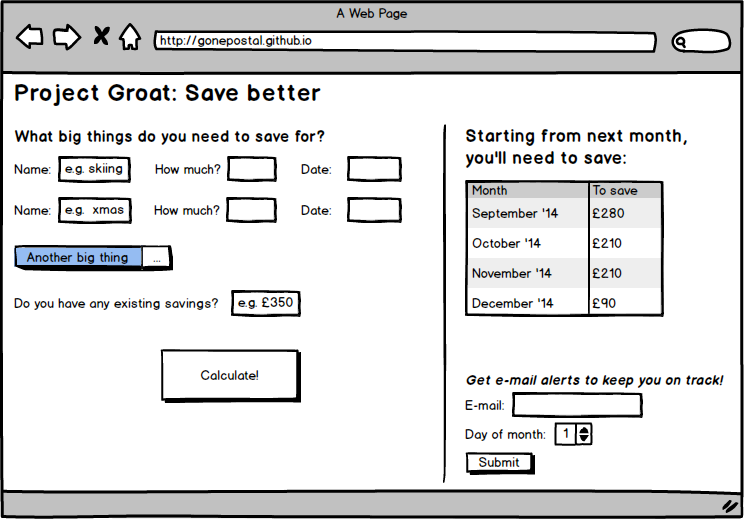 A Web Page
http://gonepostal.github.io
Project Groat: Save better
What big things do you need to save for?
Name: e.g. skiing How much? Date:
Name: e.g. xmas How much? Date:
Another big thing ...
Do you have any existing savings? e.g. £350
Calculate!
Starting from next month,
you'll need to save:
Month To save
September '14 £280
October '14 £210
November '14 £210
December '14 £90
Get e-mail alerts to keep you on track!
E-mail:
Day of month: 1
Submit